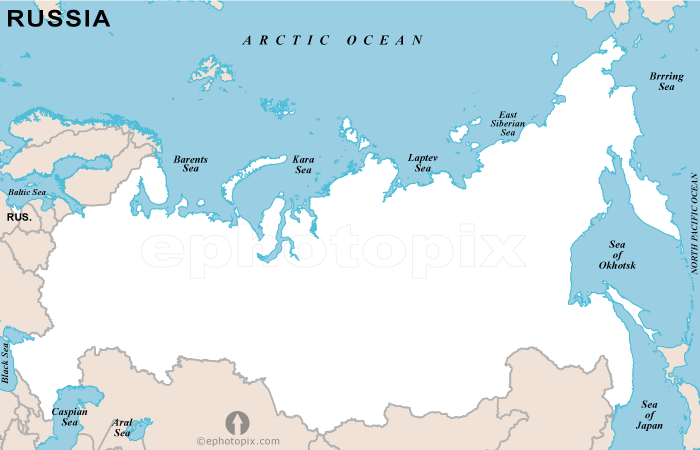 RUSSIA
ARCTIC OCEAN
Brrring
Sea
East
Siberian
Sea
Barents
Sea
Kara
Sea
Laptev
Sea
Baltic Sea
RUS.
NORTH PACIFIC OCEAN
ephotopix
Sea
of
Okhotsk
Black Sea
Caspian
Sea
Aral
Sea
Sea
of
Japan
©ephotopix.com